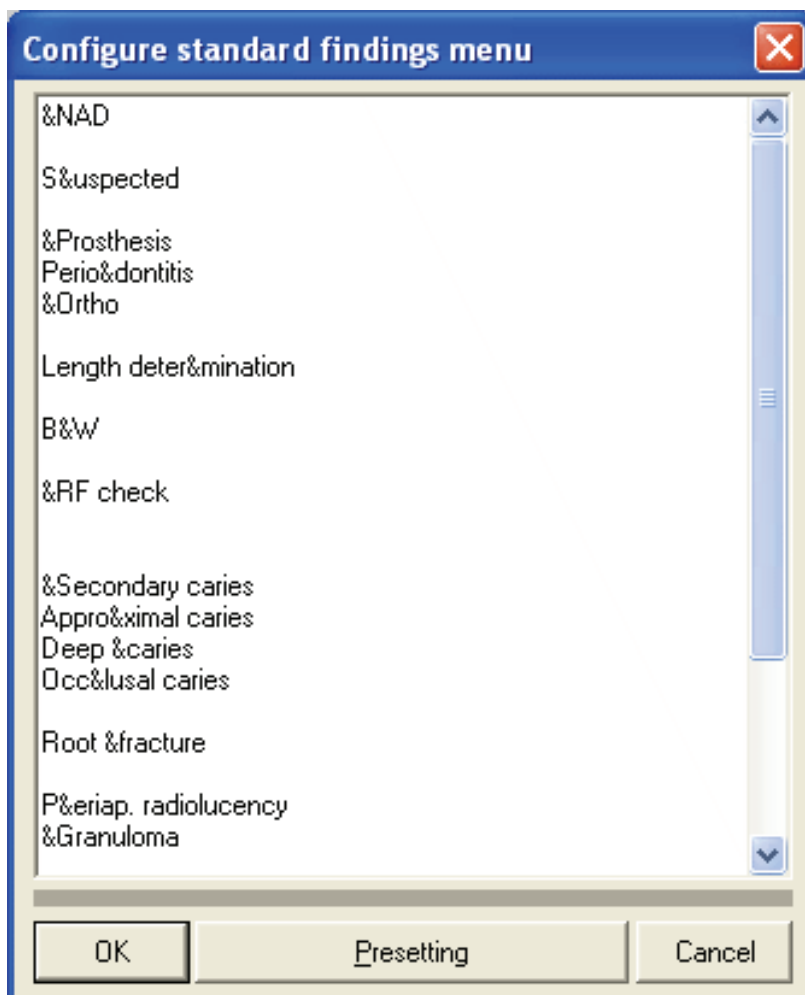 Configure standard findings menu
&NAD
S&uspected
&Prosthesis
Perio&dontitis
&Ortho
Length deter&mination
B&W
&RF check
&Secondary caries
Appro&ximal caries
Deep &caries
Occ&lusal caries
Root &fracture
P&eriap. radiolucency
&Granuloma
OK Presetting Cancel